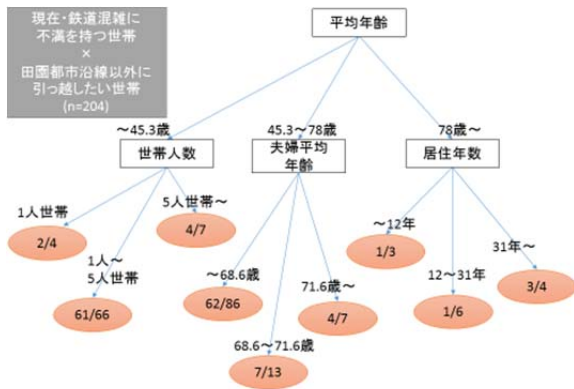 現在・鉄道混雑に
不満を持つ世帯
×
田園都市沿線以外に
引っ越したい世帯
(n=204)
平均年齢
～45.3歳
45.3～78歳
78歳～
世帯人数
夫婦平均
年齢
居住年数
1人世帯
5人世帯～
～12年
2/4
4/7
1/3
1人～
5人世帯
～68.6歳
71.6歳～
12～31年
31年～
61/66
62/86
4/7
1/6
3/4
68.6～71.6歳
7/13